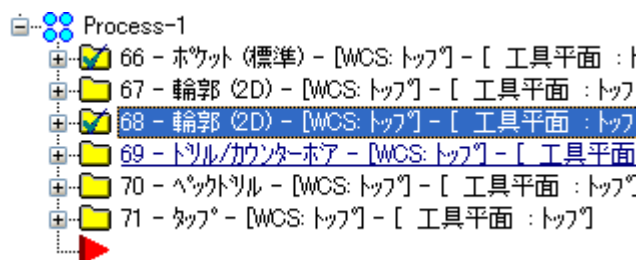 Process-1
66 - ﾎﾟｹｯﾄ (標準) - [WCS: ﾄｯﾌﾟ] - [ 工具平面 : ﾄ
67 - 輪郭 (2D) - [WCS: ﾄｯﾌﾟ] - [ 工具平面 : ﾄｯﾌ
68 - 輪郭 (2D) - [WCS: ﾄｯﾌﾟ] - [ 工具平面 : ﾄｯﾌ
69 - ﾄﾞﾘﾙ/ｶｳﾝﾀｰﾎﾞｱ - [WCS: ﾄｯﾌﾟ] - [ 工具平面
70 - ﾍﾟｯｸﾄﾞﾘﾙ - [WCS: ﾄｯﾌﾟ] - [ 工具平面 : ﾄｯﾌﾟ]
71 - ﾀｯﾌﾟ - [WCS: ﾄｯﾌﾟ] - [ 工具平面 : ﾄｯﾌﾟ]